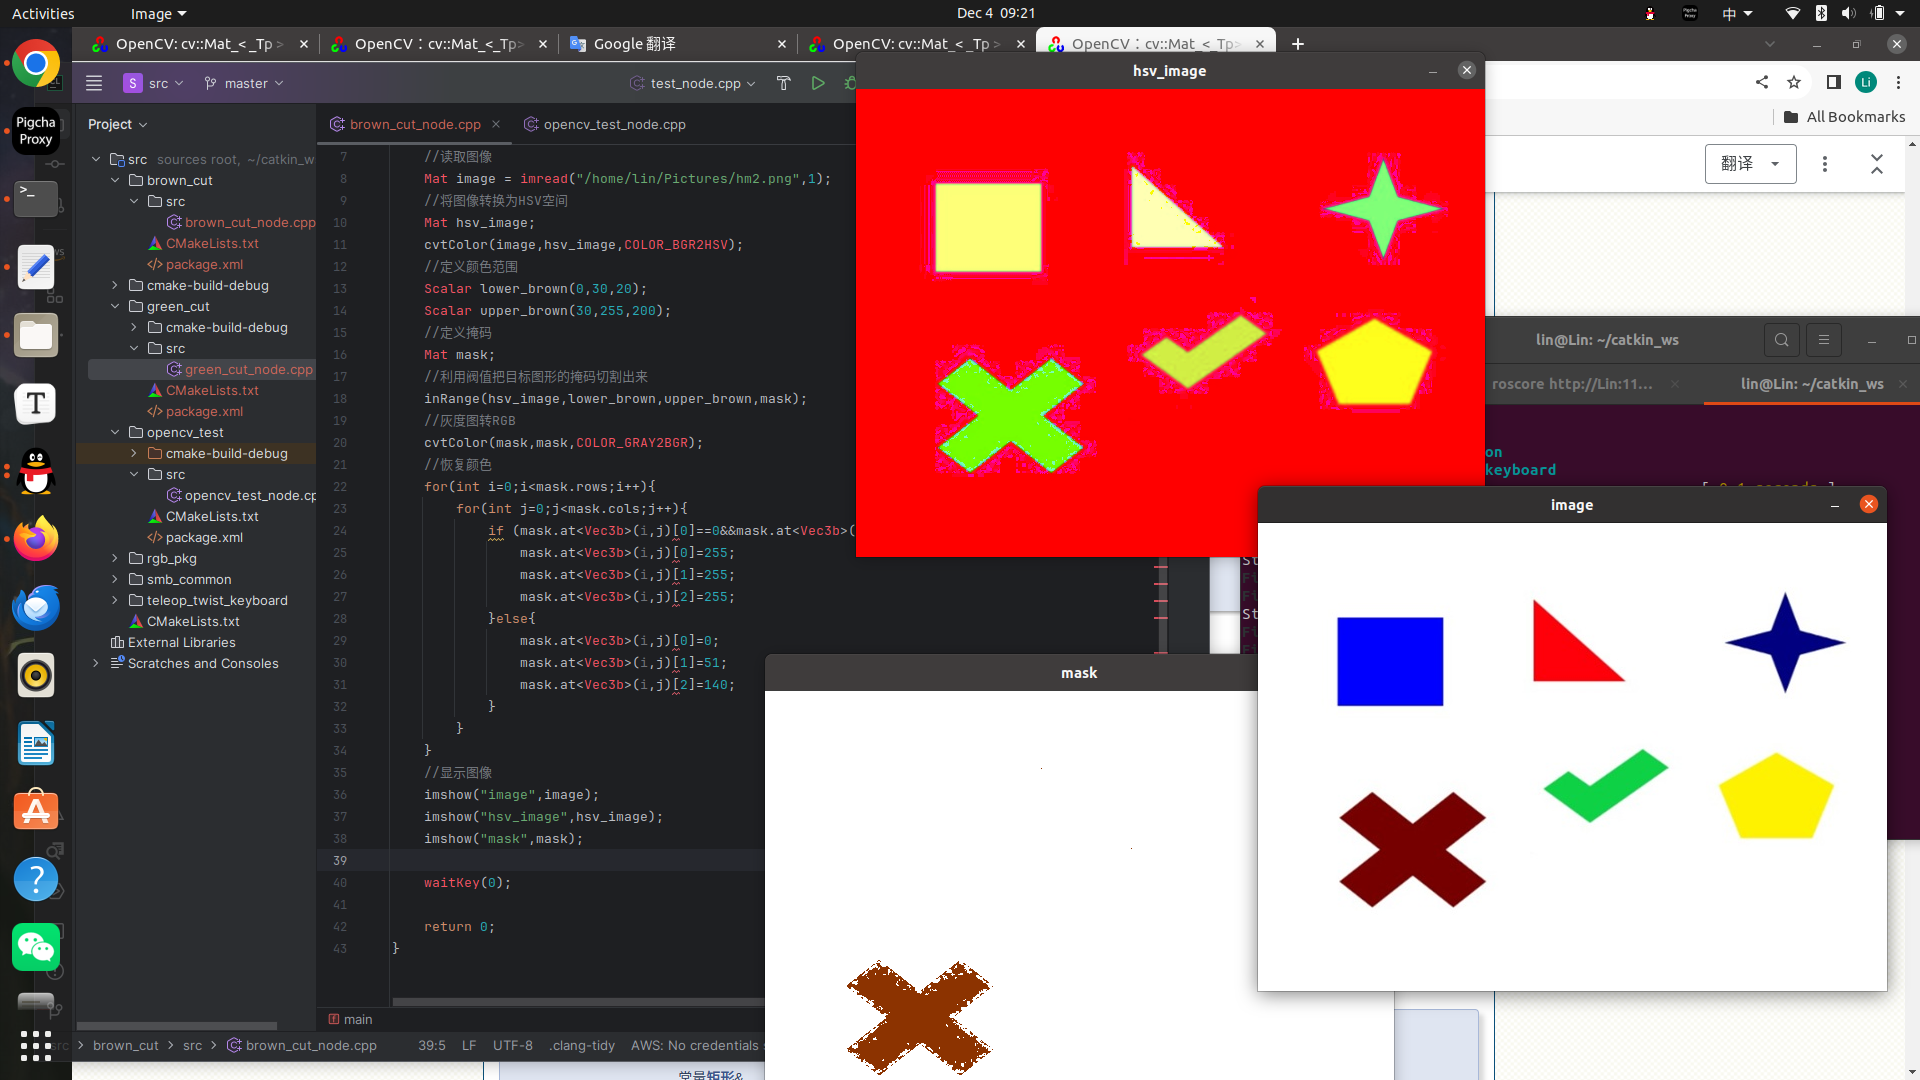 Activities
Image
Dec 4 09:21
中
OpenCV: cv::Mat_<_Tp>
OpenCV：cv::Mat_<_Tp>
Google 翻译
OpenCV: cv::Mat_<_Tp>
OpenCV：cv::Mat_<_Tp>
Pigcha
Proxy
S src
master
test_node.cpp
Li
All Bookmarks
翻译
Project
brown_cut_node.cpp
opencv_test_node.cpp
src sources root, ~/catkin_w
brown_cut
src
brown_cut_node.cpp
CMakeLists.txt
package.xml
cmake-build-debug
green_cut
cmake-build-debug
src
green_cut_node.cpp
CMakeLists.txt
package.xml
opencv_test
cmake-build-debug
src
opencv_test_node.cp
CMakeLists.txt
package.xml
rgb_pkg
smb_common
teleop_twist_keyboard
CMakeLists.txt
External Libraries
Scratches and Consoles
7 //读取图像
8 Mat image = imread("/home/lin/Pictures/hm2.png",1);
9 //将图像转换为HSV空间
10 Mat hsv_image;
11 cvtColor(image,hsv_image,COLOR_BGR2HSV);
12 //定义颜色范围
13 Scalar lower_brown(0,30,20);
14 Scalar upper_brown(30,255,200);
15 //定义掩码
16 Mat mask;
17 //利用阀值把目标图形的掩码切割出来
18 inRange(hsv_image,lower_brown,upper_brown,mask);
19 //灰度图转RGB
20 cvtColor(mask,mask,COLOR_GRAY2BGR);
21 //恢复颜色
22 for(int i=0;i<mask.rows;i++){
23 for(int j=0;j<mask.cols;j++){
24 if (mask.at<Vec3b>(i,j)[0]==0&&mask.at<Vec3b>(
25 mask.at<Vec3b>(i,j)[0]=255;
26 mask.at<Vec3b>(i,j)[1]=255;
27 mask.at<Vec3b>(i,j)[2]=255;
28 }else{
29 mask.at<Vec3b>(i,j)[0]=0;
30 mask.at<Vec3b>(i,j)[1]=51;
31 mask.at<Vec3b>(i,j)[2]=140;
32 }
33 }
34 }
35 //显示图像
36 imshow("image",image);
37 imshow("hsv_image",hsv_image);
38 imshow("mask",mask);
39
40 waitKey(0);
41
42 return 0;
43 }
main
brown_cut
src
brown_cut_node.cpp
39:5 LF UTF-8 .clang-tidy AWS: No credentials
hsv_image
lin@Lin: ~/catkin_ws
roscore http://Lin:11...
lin@Lin: ~/catkin_ws
on
keyboard
image
mask
St
Fi
St
常量矩形&